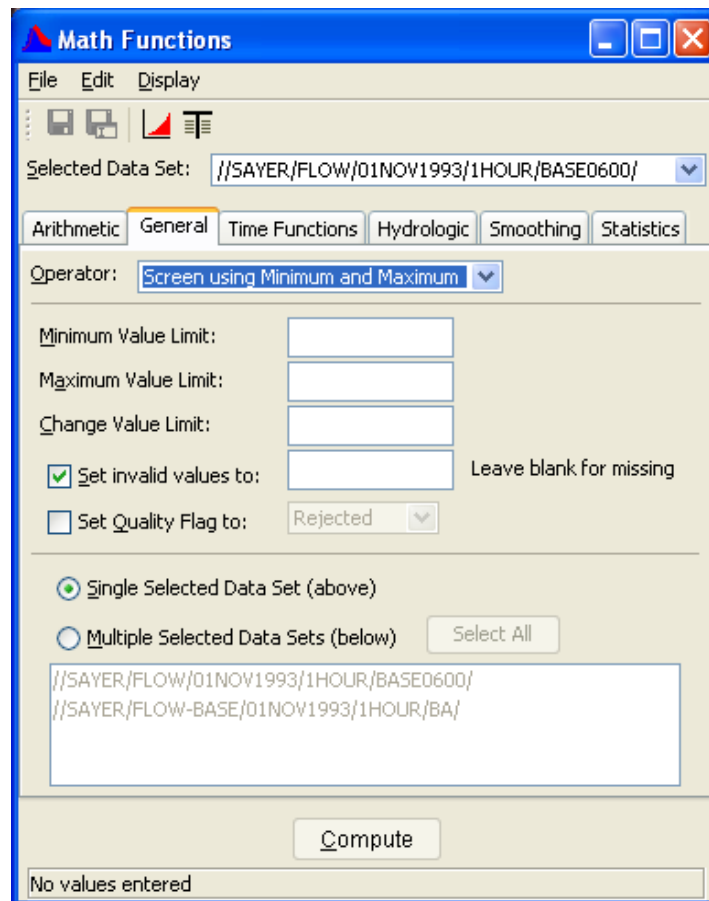 Math Functions
File Edit Display
Selected Data Set: //SAYER/FLOW/01NOV1993/1HOUR/BASE0600/
Arithmetic General Time Functions Hydrologic Smoothing Statistics
Operator: Screen using Minimum and Maximum
Minimum Value Limit:
Maximum Value Limit:
Change Value Limit:
Set invalid values to: Leave blank for missing
Set Quality Flag to: Rejected
Single Selected Data Set (above)
Multiple Selected Data Sets (below) Select All
//SAYER/FLOW/01NOV1993/1HOUR/BASE0600/
//SAYER/FLOW-BASE/01NOV1993/1HOUR/BA/
Compute
No values entered